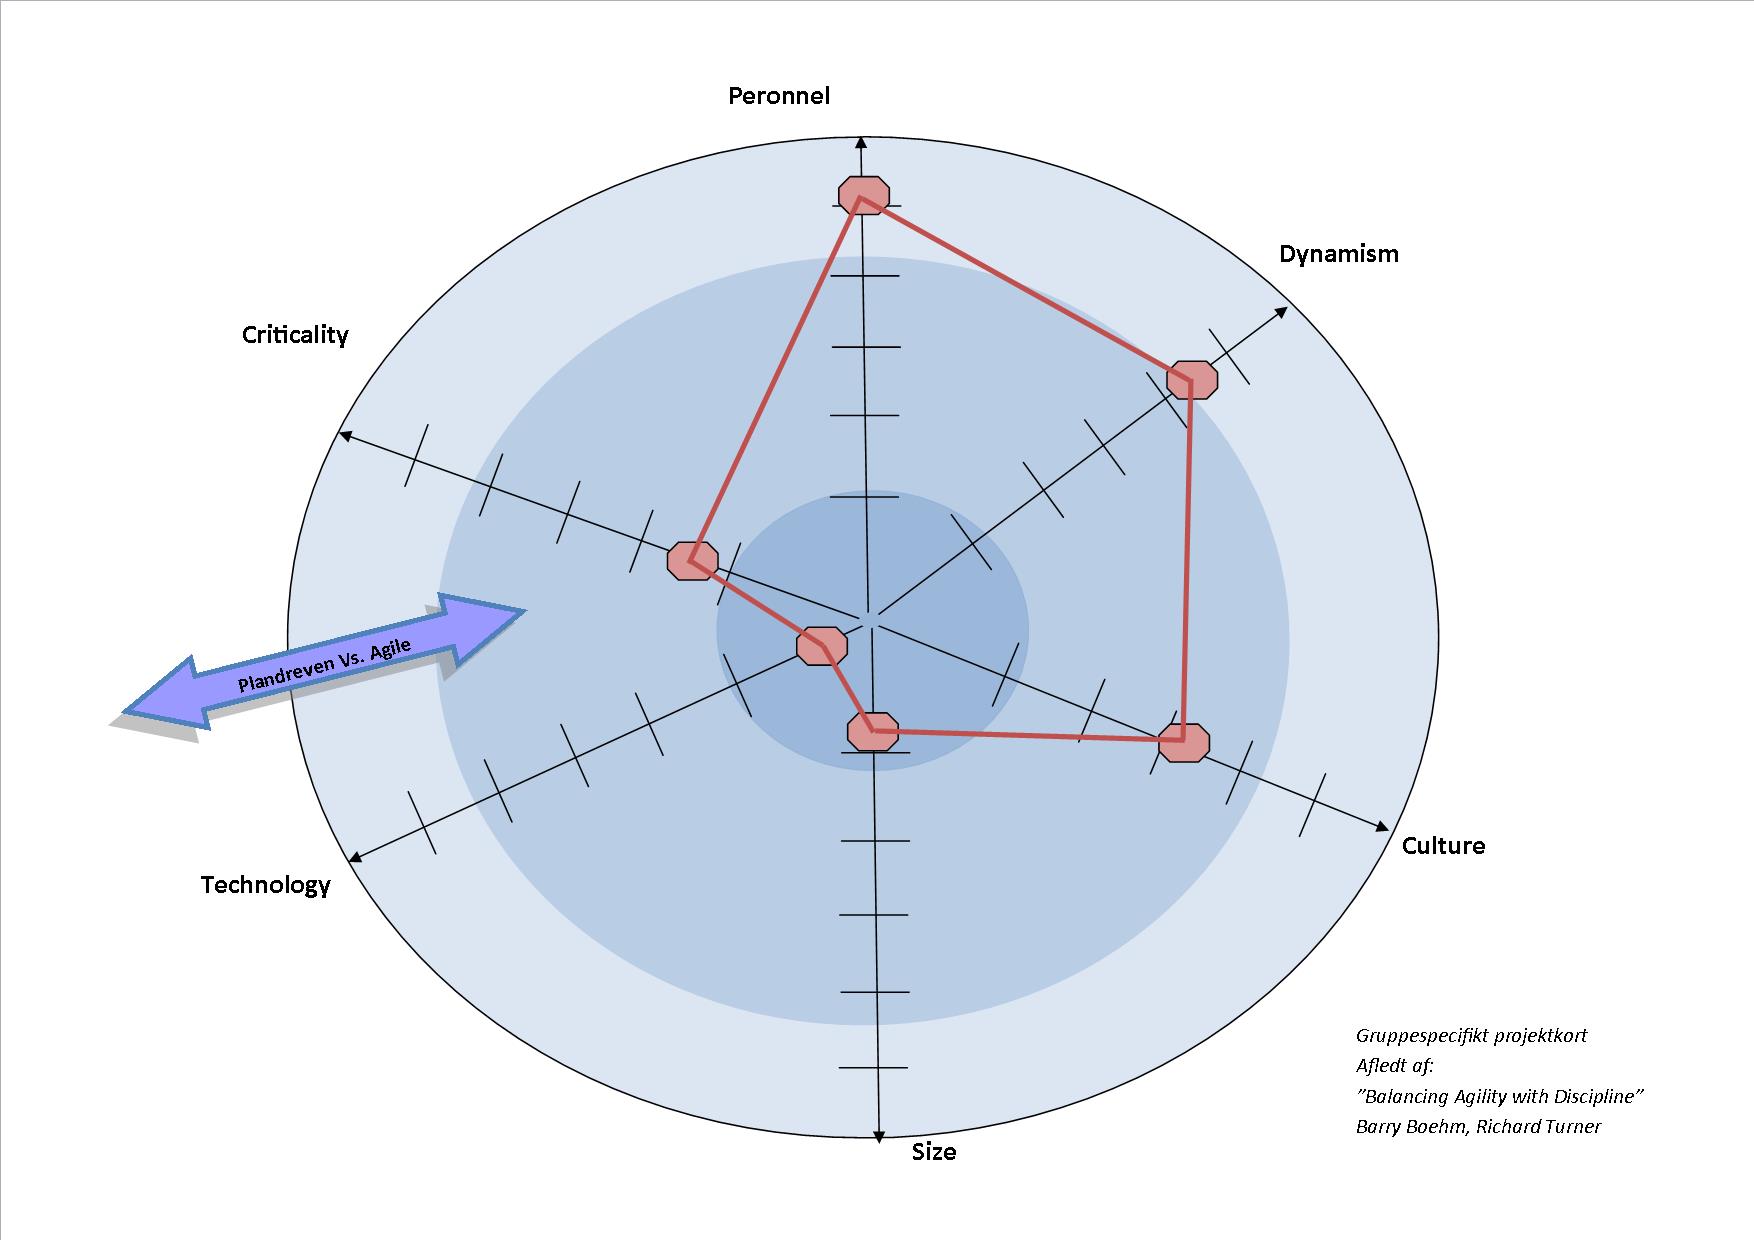 Peronnel
Dynamism
Criticality
Plandreven Vs. Agile
Culture
Technology
Size
Gruppespecifikt projektkort
Afledt af:
”Balancing Agility with Discipline”
Barry Boehm, Richard Turner